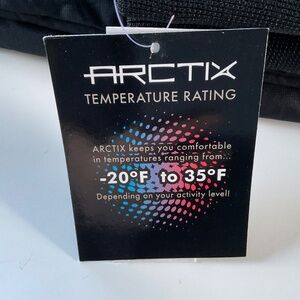 ARCTIX
TEMPERATURE RATING
ARCTIX keeps you comfortable
in temperatures ranging from...
-20°F to 35°F
Depending on your activity level!